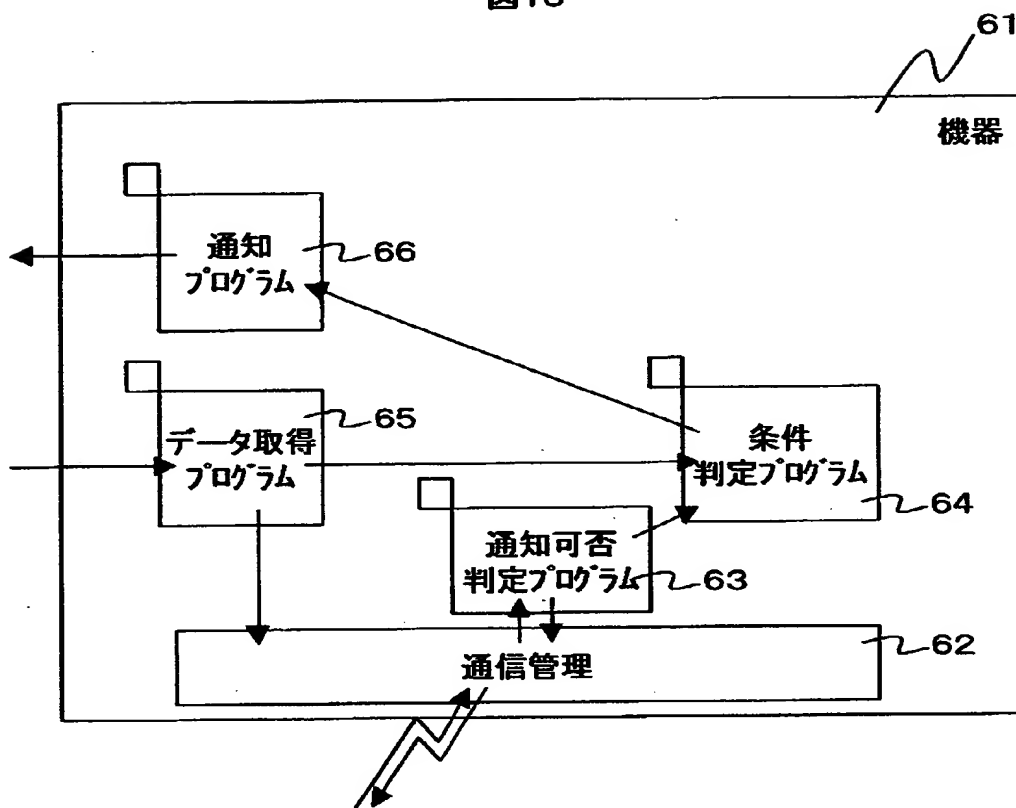 61
機器
通知
プログラム
66
データ取得
プログラム
65
条件
判定プログラム
64
通知可否
判定プログラム
63
通信管理
62